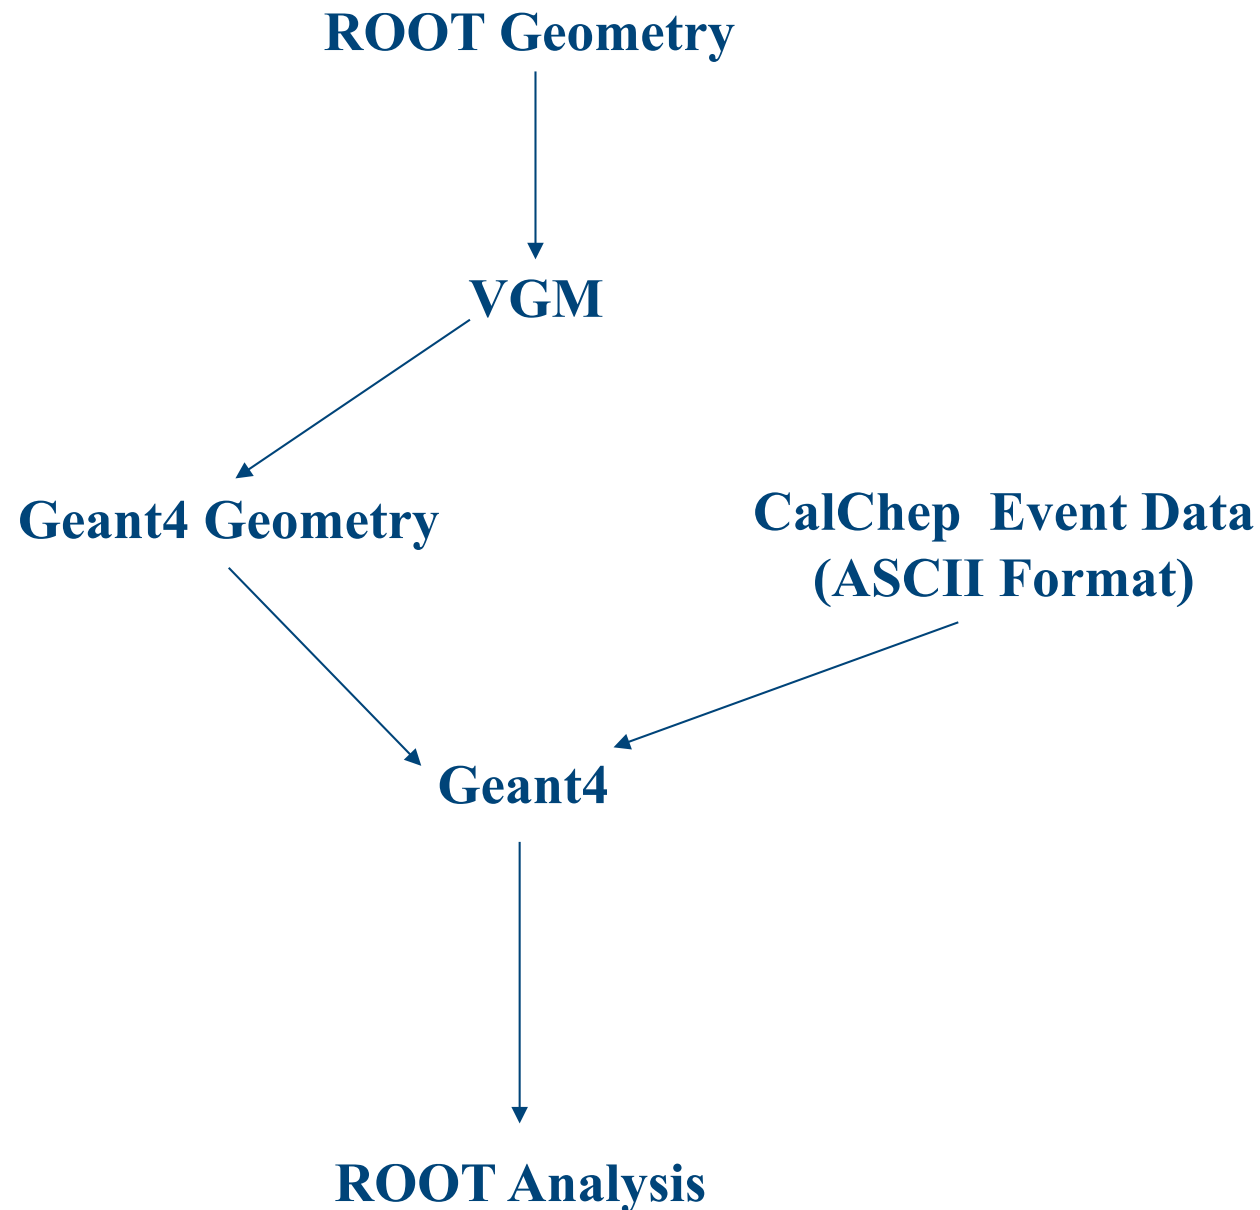 ROOT Geometry
VGM
Geant4 Geometry
CalChep  Event Data
(ASCII Format)
Geant4
ROOT Analysis